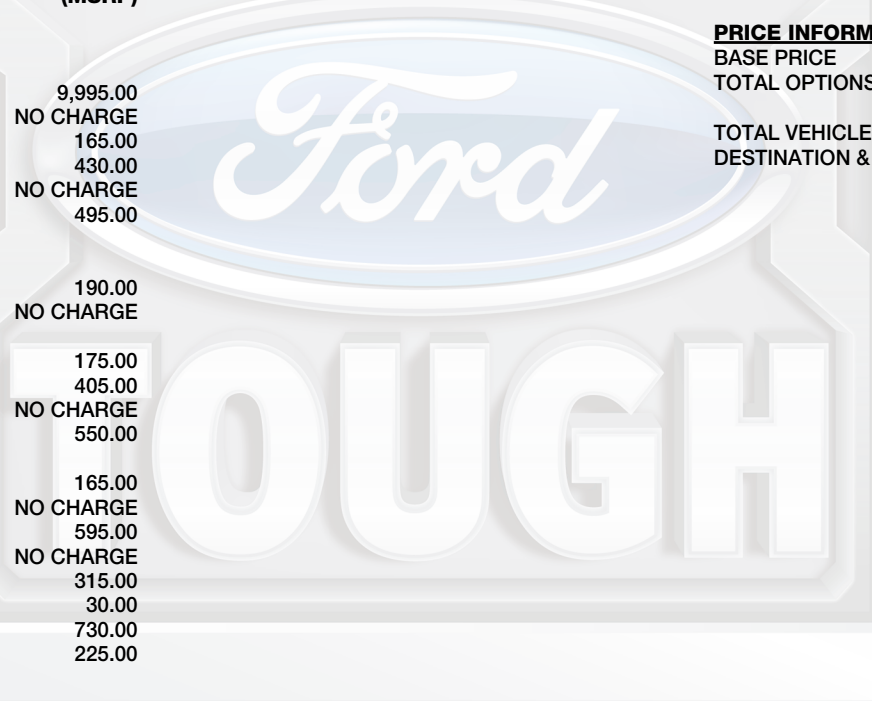 (MSRP)
9,995.00
NO CHARGE
165.00
430.00
NO CHARGE
495.00
190.00
NO CHARGE
175.00
405.00
NO CHARGE
550.00
165.00
NO CHARGE
595.00
NO CHARGE
315.00
30.00
730.00
225.00
PRICE INFORM
BASE PRICE
TOTAL OPTIONS
TOTAL VEHICLE
DESTINATION &
Ford
TOUGH